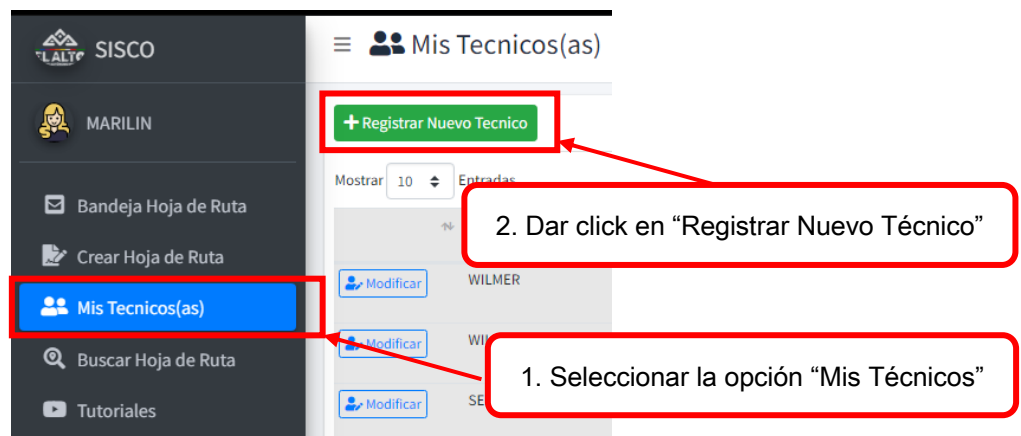 EL ALTO
SISCO
Mis Tecnicos(as)
MARILIN
Registrar Nuevo Tecnico
Mostrar 10 Entradas
Bandeja Hoja de Ruta
2. Dar click en “Registrar Nuevo Técnico”
Crear Hoja de Ruta
Modificar WILMER
Mis Tecnicos(as)
Modificar
Buscar Hoja de Ruta
1. Seleccionar la opción “Mis Técnicos”
Modificar
Tutoriales